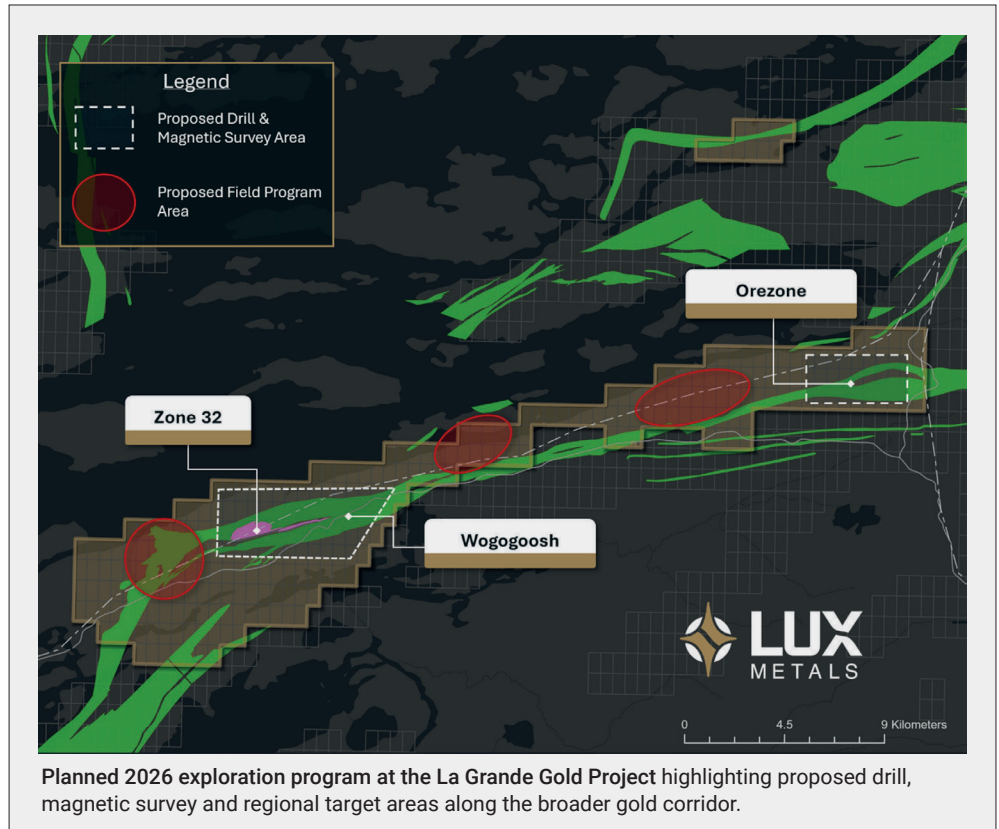 Legend
Proposed Drill &
Magnetic Survey Area
Proposed Field Program
Area
Orezone
Zone 32
Wogogoosh
LUX
METALS
0 4.5 9 Kilometers
Planned 2026 exploration program at the La Grande Gold Project highlighting proposed drill,
magnetic survey and regional target areas along the broader gold corridor.